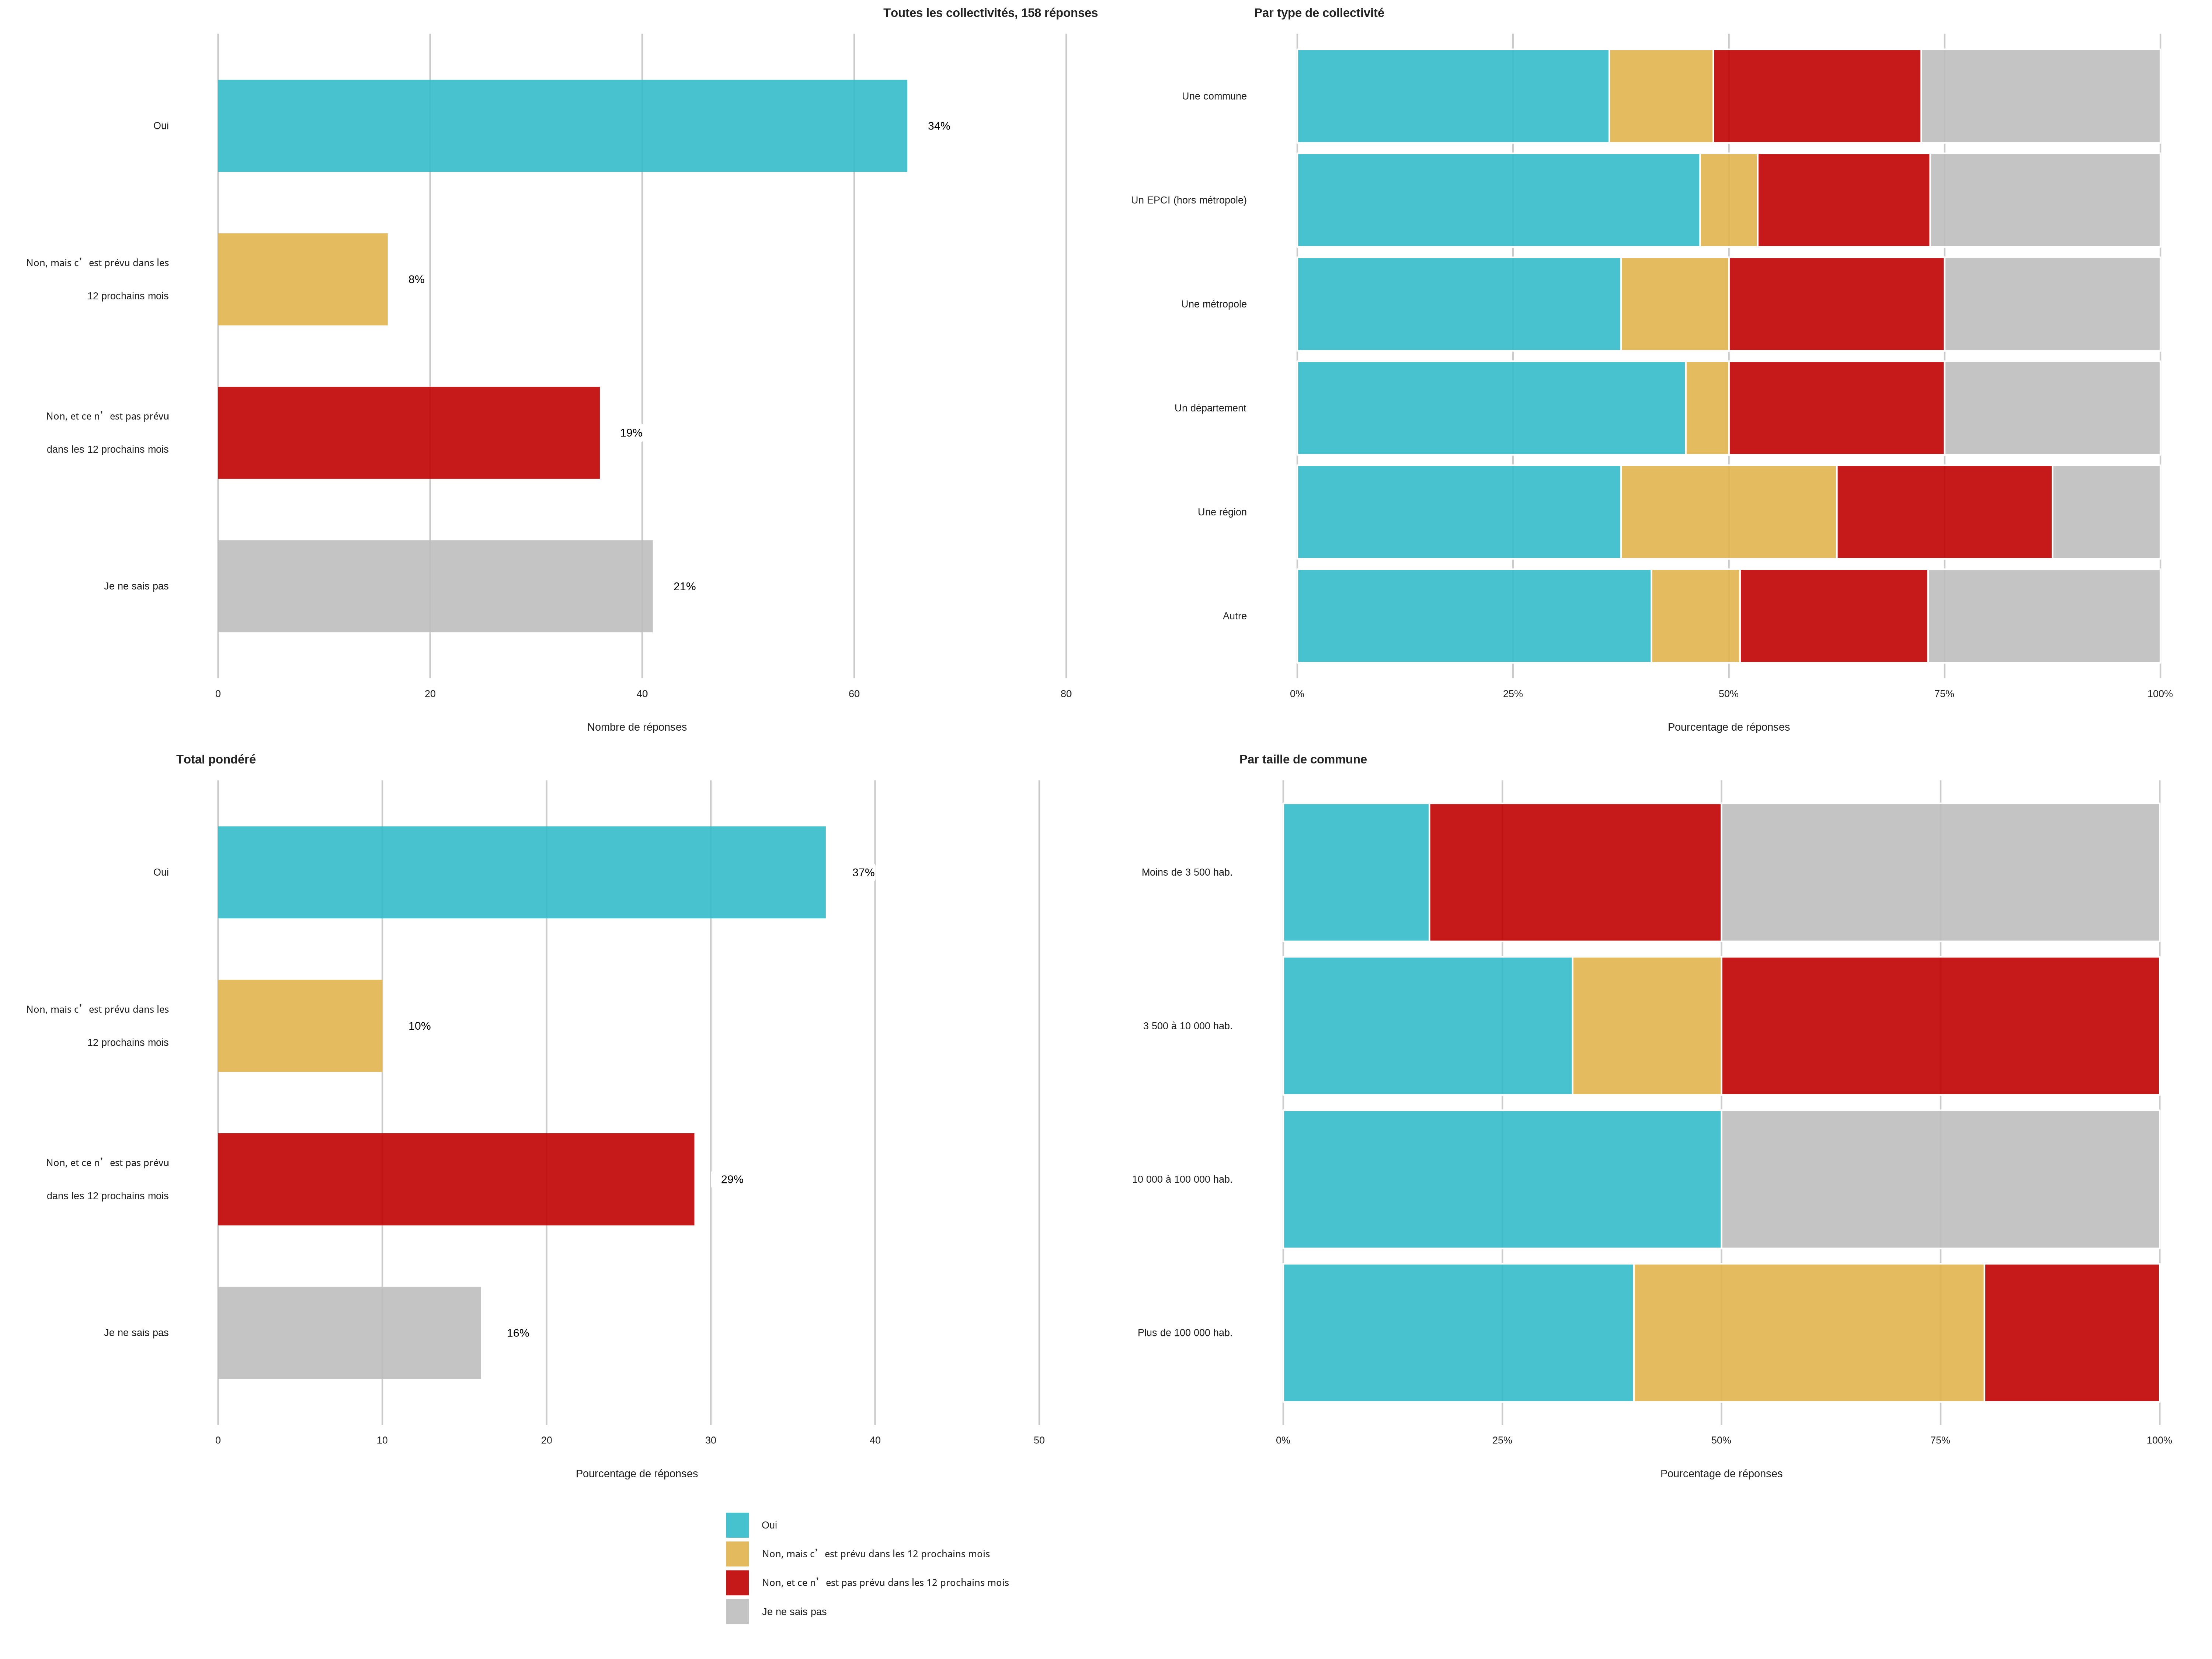 Toutes les collectivités, 158 réponses
Oui
34%
Non, mais c’est prévu dans les
12 prochains mois
8%
Non, et ce n’est pas prévu
dans les 12 prochains mois
19%
Je ne sais pas
21%
0 20 40 60 80
Nombre de réponses
Par type de collectivité
Une commune
Un EPCI (hors métropole)
Une métropole
Un département
Une région
Autre
0% 25% 50% 75% 100%
Pourcentage de réponses
Total pondéré
Oui
37%
Non, mais c’est prévu dans les
12 prochains mois
10%
Non, et ce n’est pas prévu
dans les 12 prochains mois
29%
Je ne sais pas
16%
0 10 20 30 40 50
Pourcentage de réponses
Par taille de commune
Moins de 3 500 hab.
3 500 à 10 000 hab.
10 000 à 100 000 hab.
Plus de 100 000 hab.
0% 25% 50% 75% 100%
Pourcentage de réponses
Oui
Non, mais c’est prévu dans les 12 prochains mois
Non, et ce n’est pas prévu dans les 12 prochains mois
Je ne sais pas